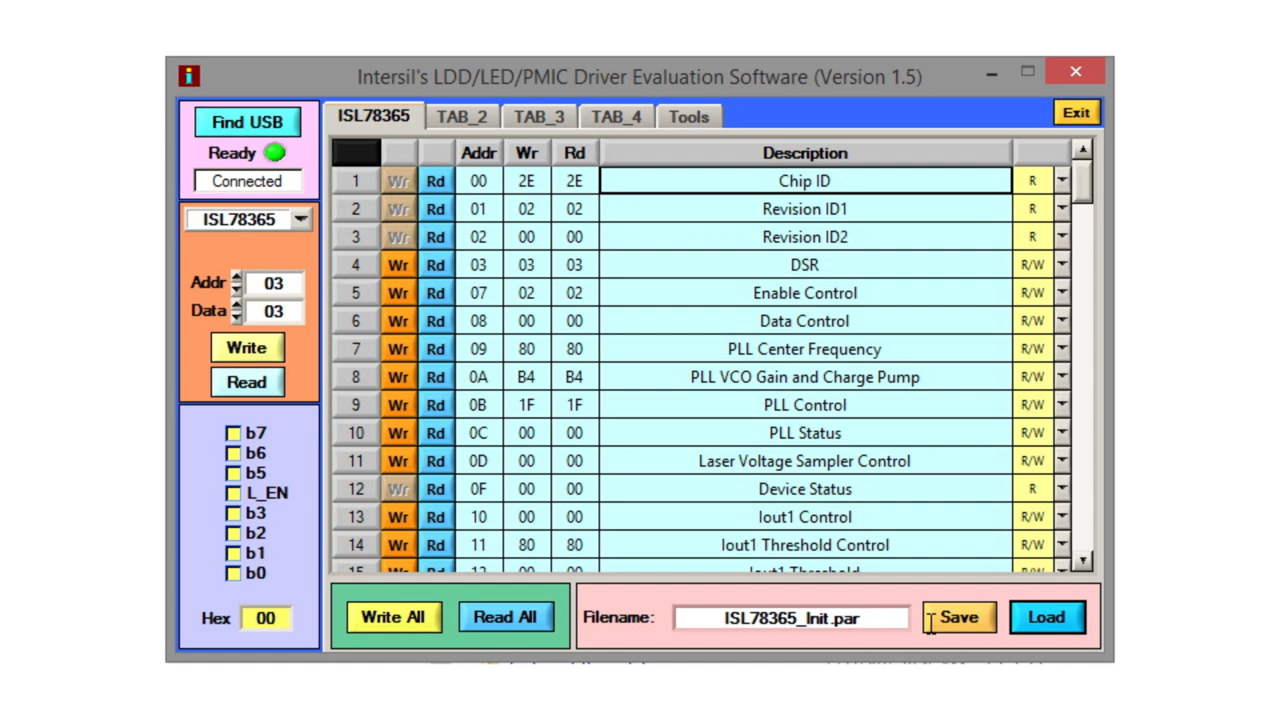 Intersil's LDD/LED/PMIC Driver Evaluation Software (Version 1.5)
Find USB
Ready
Connected
ISL78365
Addr 03
Data 03
Write
Read
b7
b6
b5
L_EN
b3
b2
b1
b0
Hex 00
ISL78365 TAB_2 TAB_3 TAB_4 Tools Exit
Addr Wr Rd Description
1 Wr Rd 00 2E 2E Chip ID R
2 Wr Rd 01 02 02 Revision ID1 R
3 Wr Rd 02 00 00 Revision ID2 R
4 Wr Rd 03 03 03 DSR R/W
5 Wr Rd 07 02 02 Enable Control R/W
6 Wr Rd 08 00 00 Data Control R/W
7 Wr Rd 09 80 80 PLL Center Frequency R/W
8 Wr Rd 0A B4 B4 PLL VCO Gain and Charge Pump R/W
9 Wr Rd 0B 1F 1F PLL Control R/W
10 Wr Rd 0C 00 00 PLL Status R/W
11 Wr Rd 0D 00 00 Laser Voltage Sampler Control R/W
12 Wr Rd 0F 00 00 Device Status R
13 Wr Rd 10 00 00 Iout1 Control R/W
14 Wr Rd 11 80 80 Iout1 Threshold Control R/W
15 Wr Rd 12 00 00 Iout1 Threshold R/W
Write All Read All Filename: ISL78365_Init.par Save Load